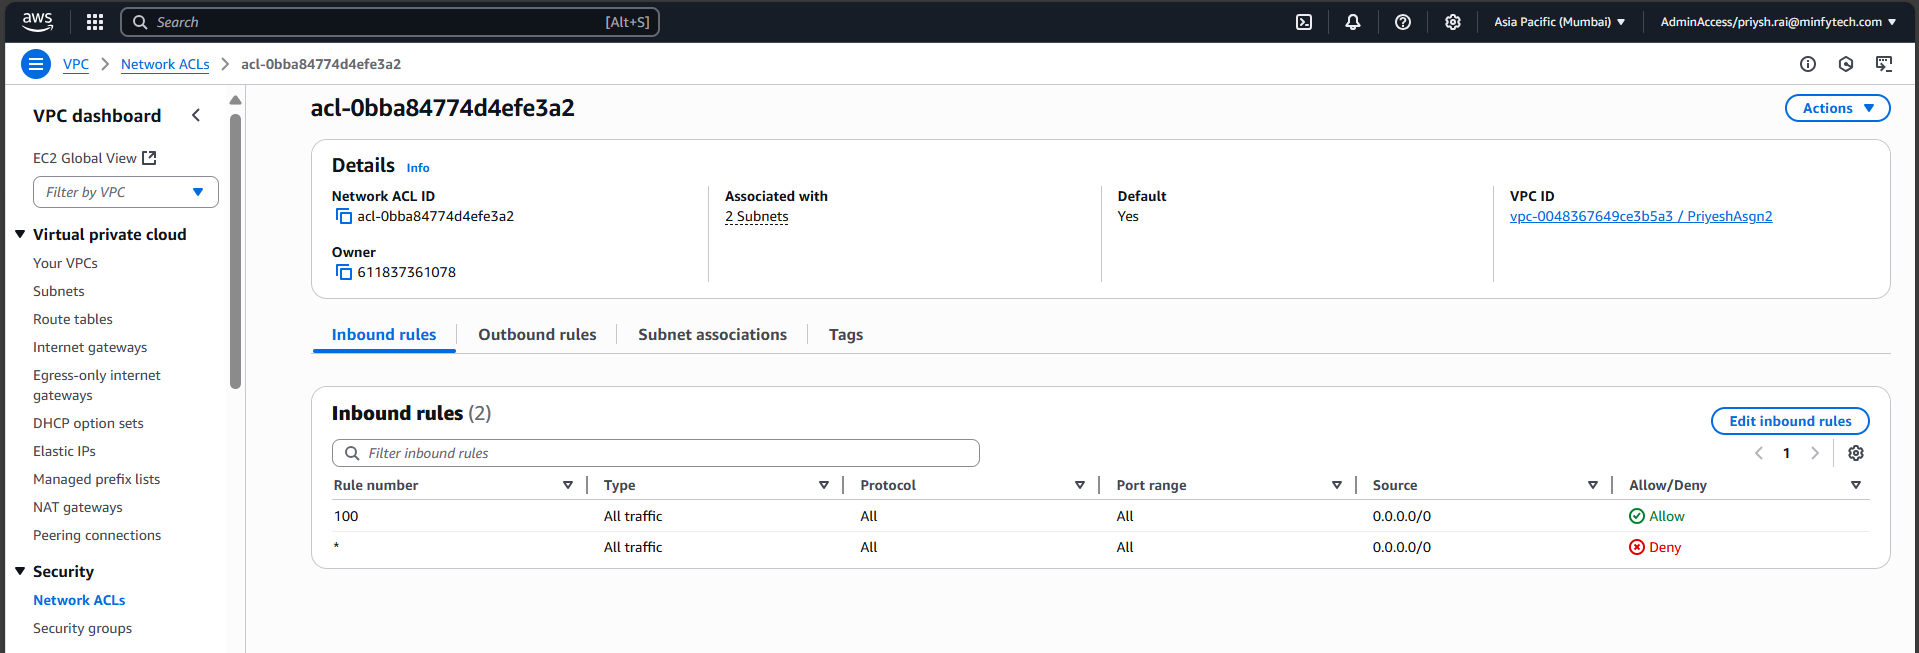 aws Search [Alt+S] Asia Pacific (Mumbai) AdminAccess/priysh.rai@minfytech.com
VPC Network ACLs acl-0bba84774d4efe3a2
VPC dashboard
EC2 Global View
Filter by VPC
Virtual private cloud
Your VPCs
Subnets
Route tables
Internet gateways
Egress-only internet
gateways
DHCP option sets
Elastic IPs
Managed prefix lists
NAT gateways
Peering connections
Security
Network ACLs
Security groups
acl-0bba84774d4efe3a2
Actions
Details Info
Network ACL ID
acl-0bba84774d4efe3a2
Associated with
2 Subnets
Default
Yes
VPC ID
vpc-0048367649ce3b5a3 / PriyeshAsgn2
Owner
611837361078
Inbound rules Outbound rules Subnet associations Tags
Inbound rules (2)
Edit inbound rules
Filter inbound rules
1
Rule number Type Protocol Port range Source Allow/Deny
100 All traffic All All 0.0.0.0/0 Allow
* All traffic All All 0.0.0.0/0 Deny